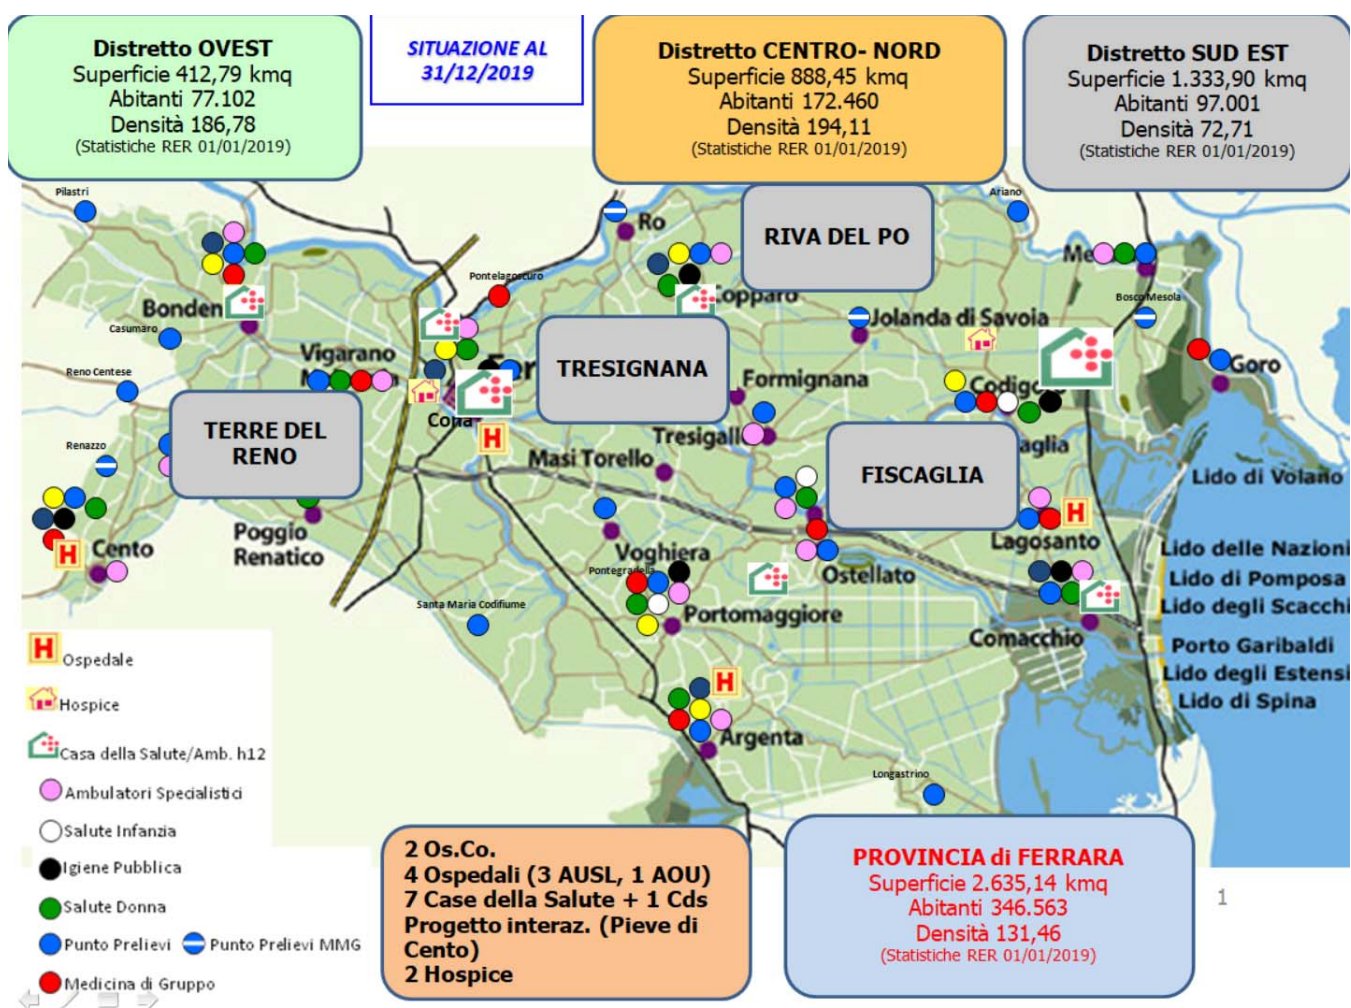 Distretto OVEST
Superficie 412,79 kmq
Abitanti 77.102
Densità 186,78
(Statistiche RER 01/01/2019)
SITUAZIONE AL
31/12/2019
Distretto CENTRO- NORD
Superficie 888,45 kmq
Abitanti 172.460
Densità 194,11
(Statistiche RER 01/01/2019)
Distretto SUD EST
Superficie 1.333,90 kmq
Abitanti 97.001
Densità 72,71
(Statistiche RER 01/01/2019)
Pilastri
Ariano
Ro
RIVA DEL PO
Me
Pontelagoscuro
Bonden
Copparo
Bosco Mesola
Casumaro
Jolanda di Savoia
Vigarano
TRESIGNANA
Goro
Reno Centese
Formignana
Codigo
Cona
TERRE DEL
RENO
Tresigallo
aglia
Renazzo
Masi Torello
FISCAGLIA
Lido di Volano
Poggio
Renatico
Cento
Voghiera
Lagosanto
Lido delle Nazioni
Pontegradella
Ostellato
Lido di Pomposa
Santa Maria Codifiume
Portomaggiore
Lido degli Scacchi
Comacchio
Porto Garibaldi
Lido degli Estensi
Lido di Spina
Argenta
Longastrino
H Ospedale
Hospice
Casa della Salute/Amb. h12
Ambulatori Specialistici
Salute Infanzia
Igiene Pubblica
Salute Donna
Punto Prelievi
Punto Prelievi MMG
Medicina di Gruppo
2 Os.Co.
4 Ospedali (3 AUSL, 1 AOU)
7 Case della Salute + 1 Cds
Progetto interaz. (Pieve di
Cento)
2 Hospice
PROVINCIA di FERRARA
Superficie 2.635,14 kmq
Abitanti 346.563
Densità 131,46
(Statistiche RER 01/01/2019)
1